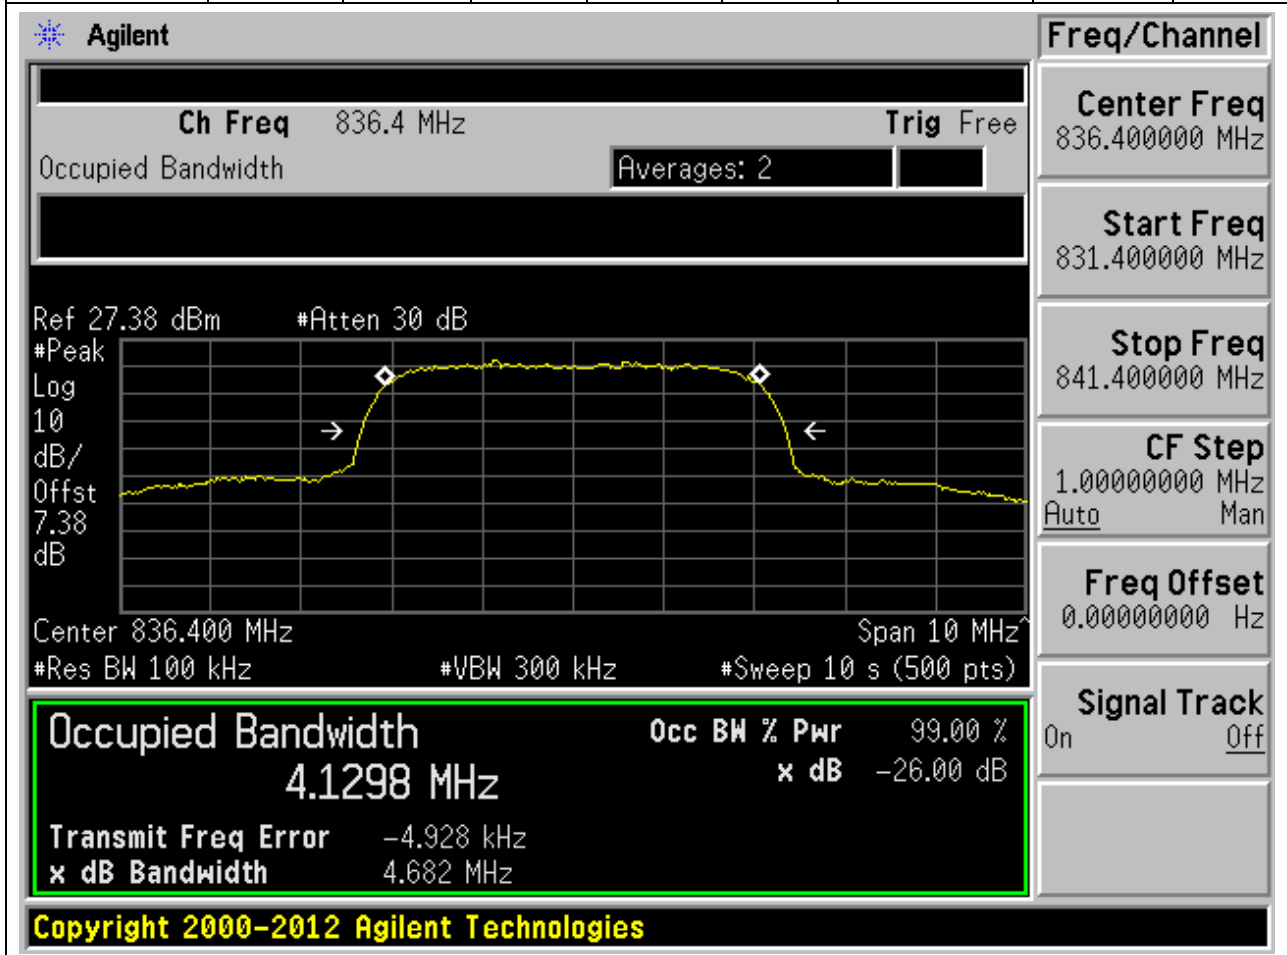 Agilent
Freq/Channel
Ch Freq 836.4 MHz Trig Free
Occupied Bandwidth Averages: 2
Center Freq
836.400000 MHz
Start Freq
831.400000 MHz
Stop Freq
841.400000 MHz
CF Step
1.00000000 MHz
Auto Man
Freq Offset
0.00000000 Hz
Signal Track
On Off
Ref 27.38 dBm #Atten 30 dB
#Peak
Log
10
dB/
Offst
7.38
dB
Center 836.400 MHz Span 10 MHz^
#Res BW 100 kHz #VBW 300 kHz #Sweep 10 s (500 pts)
Occupied Bandwidth Occ BW % Pwr 99.00 %
4.1298 MHz x dB -26.00 dB
Transmit Freq Error -4.928 kHz
x dB Bandwidth 4.682 MHz
Copyright 2000-2012 Agilent Technologies